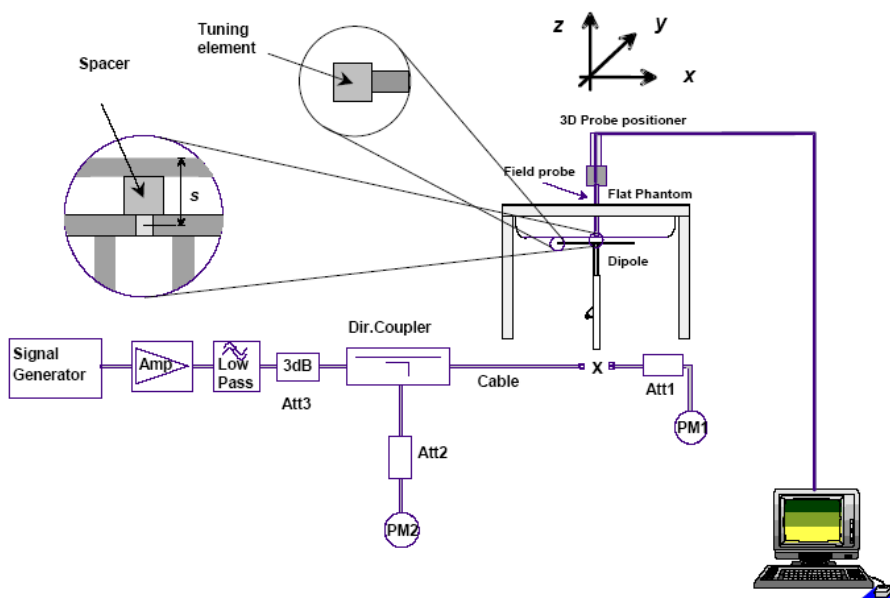 Tuning
element
Spacer
s
z
y
x
3D Probe positioner
Field probe
Flat Phantom
Dipole
Dir.Coupler
Signal
Generator
Amp
Low
Pass
3dB
Att3
Cable
x
Att1
PM1
Att2
PM2